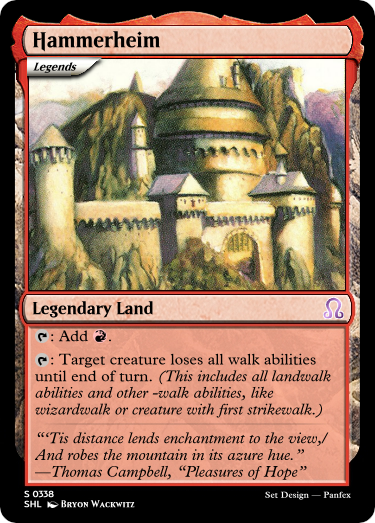 Hammerheim
Legends
Legendary Land
: Add .
: Target creature loses all walk abilities
until end of turn. (This includes all landwalk
abilities and other -walk abilities, like
wizardwalk or creature with first strikewalk.)
“‘Tis distance lends enchantment to the view,/
And robes the mountain in its azure hue.”
—Thomas Campbell, “Pleasures of Hope”
S 0338
SHL Bryon Wackwitz
Set Design — Panfex